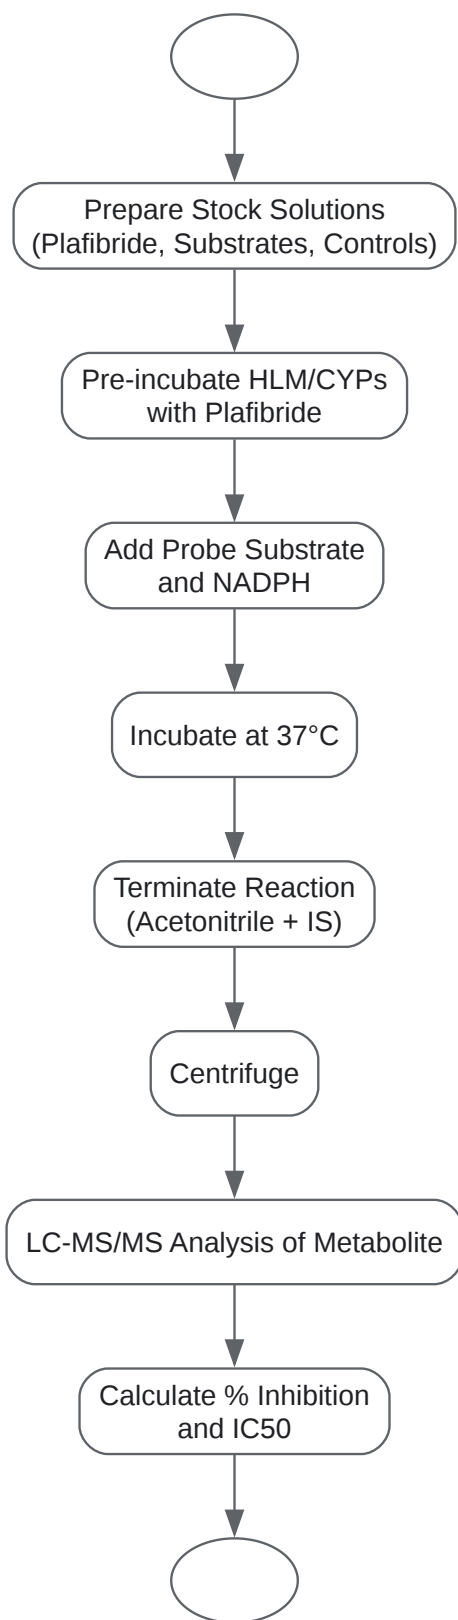 Prepare Stock Solutions
(Plafibride, Substrates, Controls)
Pre-incubate HLM/CYPs
with Plafibride
Add Probe Substrate
and NADPH
Incubate at 37°C
Terminate Reaction
(Acetonitrile + IS)
Centrifuge
LC-MS/MS Analysis of Metabolite
Calculate % Inhibition
and IC50